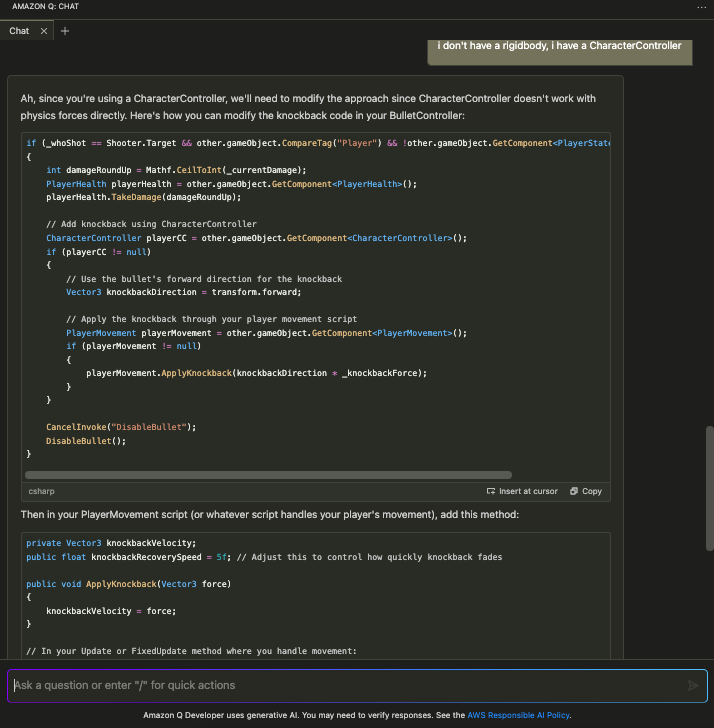 AMAZON Q: CHAT
Chat
i don't have a rigidbody, i have a CharacterController
Ah, since you're using a CharacterController, we'll need to modify the approach since CharacterController doesn't work with
physics forces directly. Here's how you can modify the knockback code in your BulletController:
if (_whoShot == Shooter.Target && other.gameObject.CompareTag("Player") && !other.gameObject.GetComponent<PlayerState
{
    int damageRoundUp = Mathf.CeilToInt(_currentDamage);
    PlayerHealth playerHealth = other.gameObject.GetComponent<PlayerHealth>();
    playerHealth.TakeDamage(damageRoundUp);
    // Add knockback using CharacterController
    CharacterController playerCC = other.gameObject.GetComponent<CharacterController>();
    if (playerCC != null)
    {
        // Use the bullet's forward direction for the knockback
        Vector3 knockbackDirection = transform.forward;
        // Apply the knockback through your player movement script
        PlayerMovement playerMovement = other.gameObject.GetComponent<PlayerMovement>();
        if (playerMovement != null)
        {
            playerMovement.ApplyKnockback(knockbackDirection * _knockbackForce);
        }
    }
    CancelInvoke("DisableBullet");
    DisableBullet();
}
csharp Insert at cursor Copy
Then in your PlayerMovement script (or whatever script handles your player's movement), add this method:
private Vector3 knockbackVelocity;
public float knockbackRecoverySpeed = 5f; // Adjust this to control how quickly knockback fades
public void ApplyKnockback(Vector3 force)
{
    knockbackVelocity = force;
}
// In your Update or FixedUpdate method where you handle movement:
Ask a question or enter "/" for quick actions
Amazon Q Developer uses generative AI. You may need to verify responses. See the AWS Responsible AI Policy.